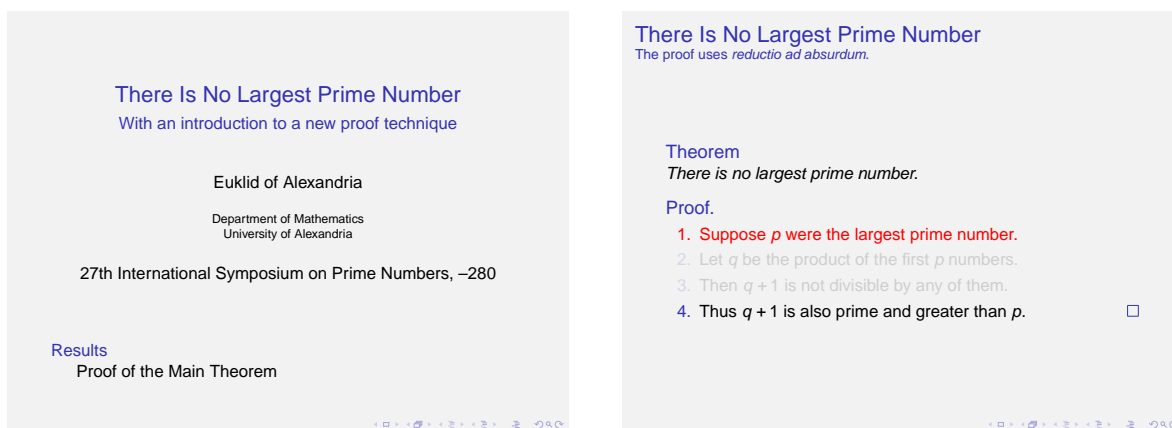 There Is No Largest Prime Number
With an introduction to a new proof technique
Euklid of Alexandria
Department of Mathematics
University of Alexandria
27th International Symposium on Prime Numbers, –280
Results
Proof of the Main Theorem
There Is No Largest Prime Number
The proof uses reductio ad absurdum.
Theorem
There is no largest prime number.
Proof.
1. Suppose p were the largest prime number.
2. Let q be the product of the first p numbers.
3. Then q + 1 is not divisible by any of them.
4. Thus q + 1 is also prime and greater than p. □